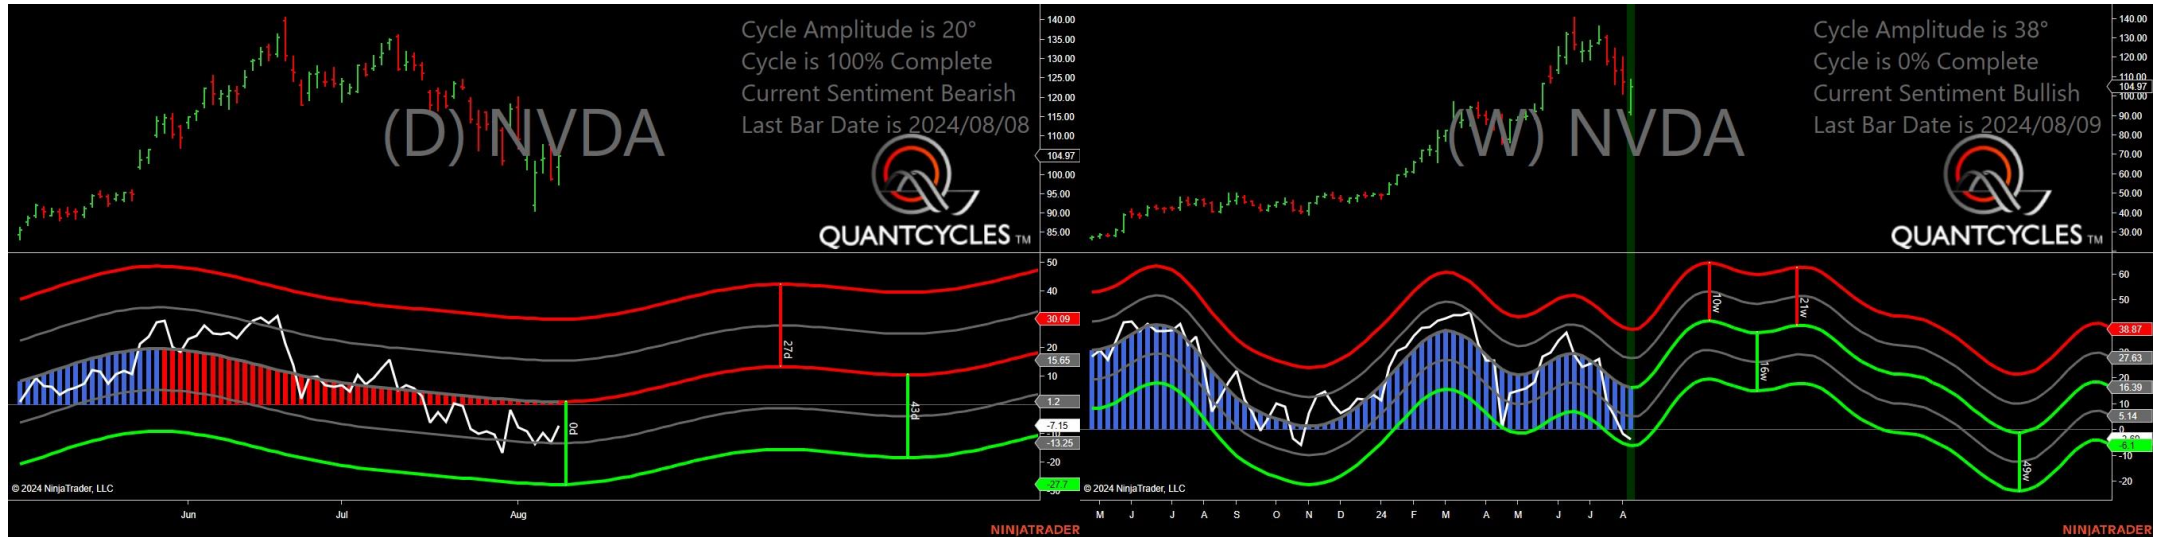 Cycle Amplitude is 20°
Cycle is 100% Complete
Current Sentiment Bearish
Last Bar Date is 2024/08/08
(D) NVDA
QUANTCYCLES TM
140.00
135.00
130.00
125.00
120.00
115.00
110.00
104.97
100.00
95.00
90.00
85.00
50
40
30.09
20
15.65
10
1.2
-7.15
-13.25
-20
-27.7
27d
43d
0d
© 2024 NinjaTrader, LLC
Jun
Jul
Aug
NINJATRADER
Cycle Amplitude is 38°
Cycle is 0% Complete
Current Sentiment Bullish
Last Bar Date is 2024/08/09
(W) NVDA
QUANTCYCLES TM
140.00
130.00
120.00
110.00
104.97
100.00
90.00
80.00
70.00
60.00
50.00
40.00
30.00
60
50
38.87
27.63
20
16.39
10
5.14
0
-6.1
-10
-20
10w
21w
16w
49w
© 2024 NinjaTrader, LLC
M J J A S O N D 24 F M A M J J A
NINJATRADER